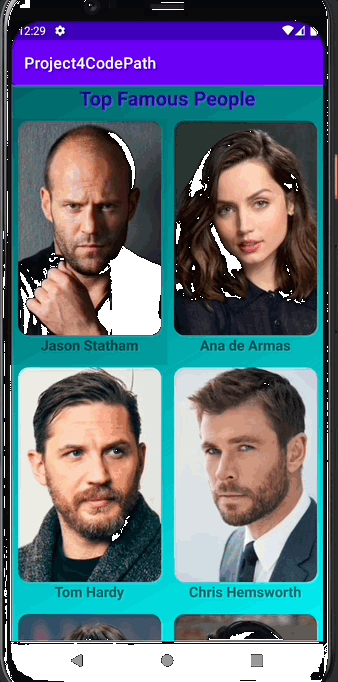 12:29
Project4CodePath
Top Famous People
Jason Statham
Ana de Armas
Tom Hardy
Chris Hemsworth